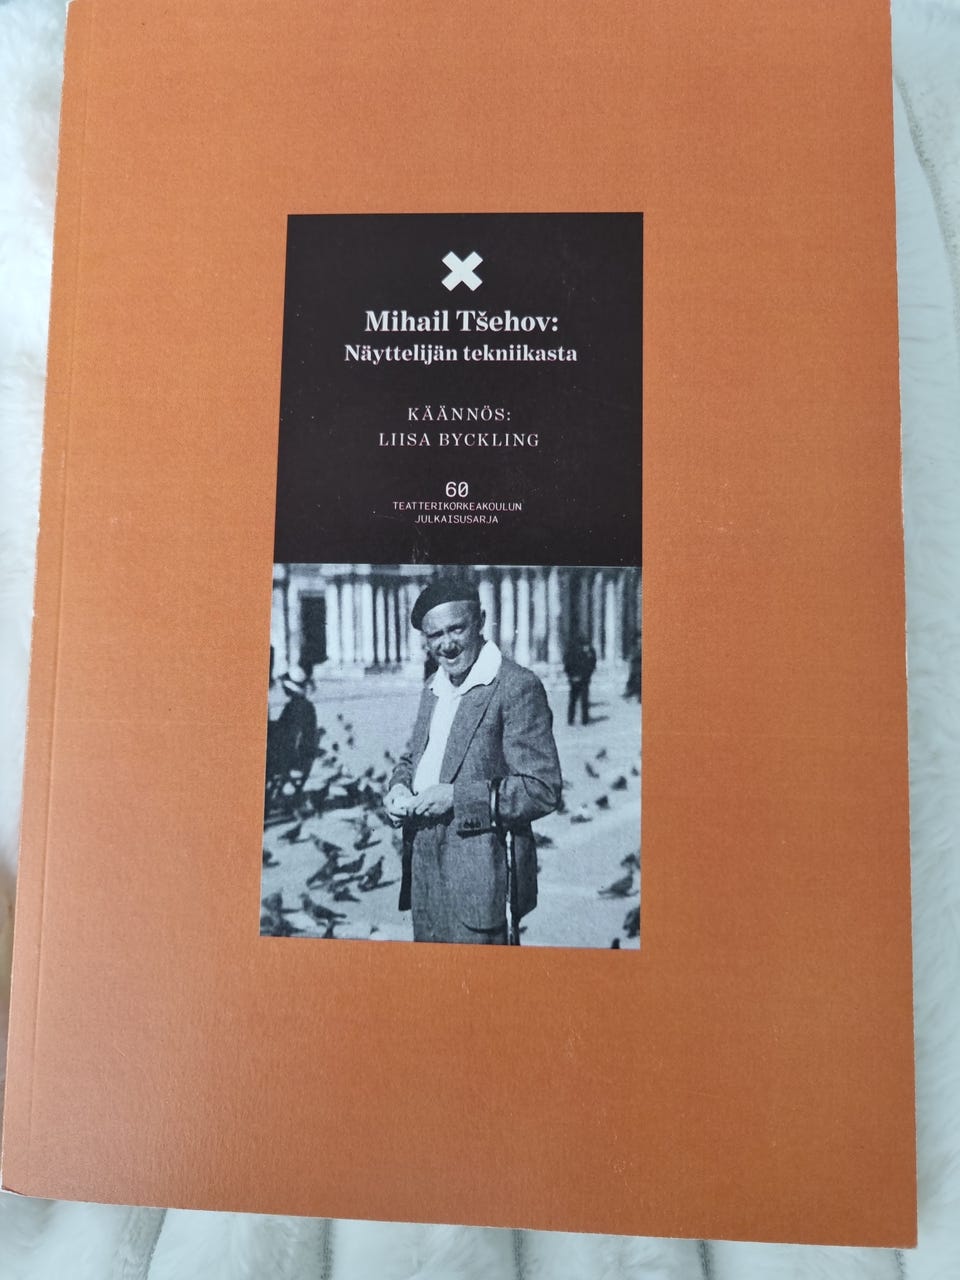 Mihail Tšehov:
Näyttelijän tekniikasta
KÄÄNNÖS:
LIISA BYCKLING
60
TEATTERIKORKEAKOULUN
JULKAISUSARJA